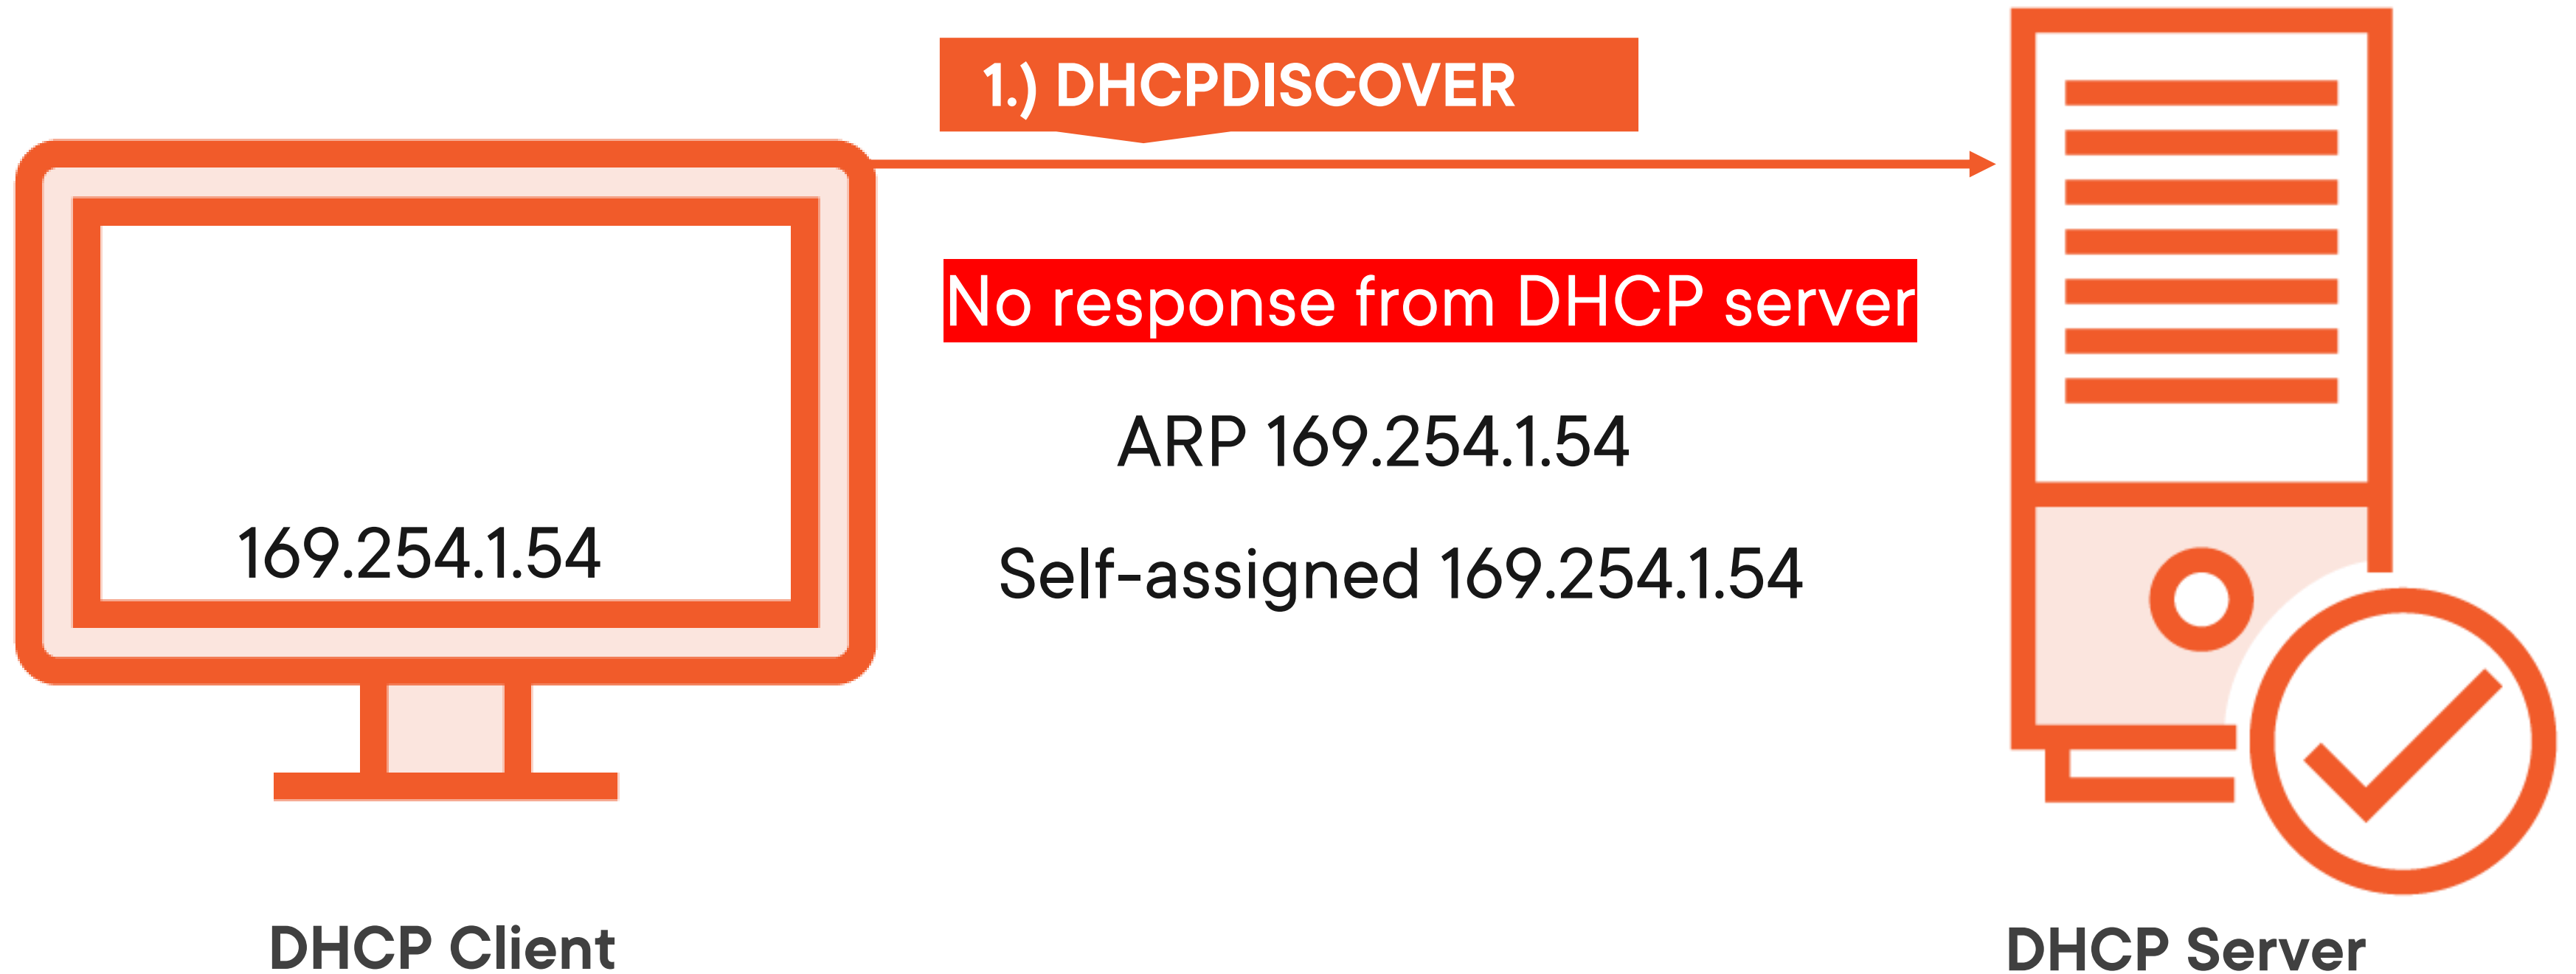 1.) DHCPDISCOVER
No response from DHCP server
ARP 169.254.1.54
169.254.1.54
Self-assigned 169.254.1.54
DHCP Client
DHCP Server